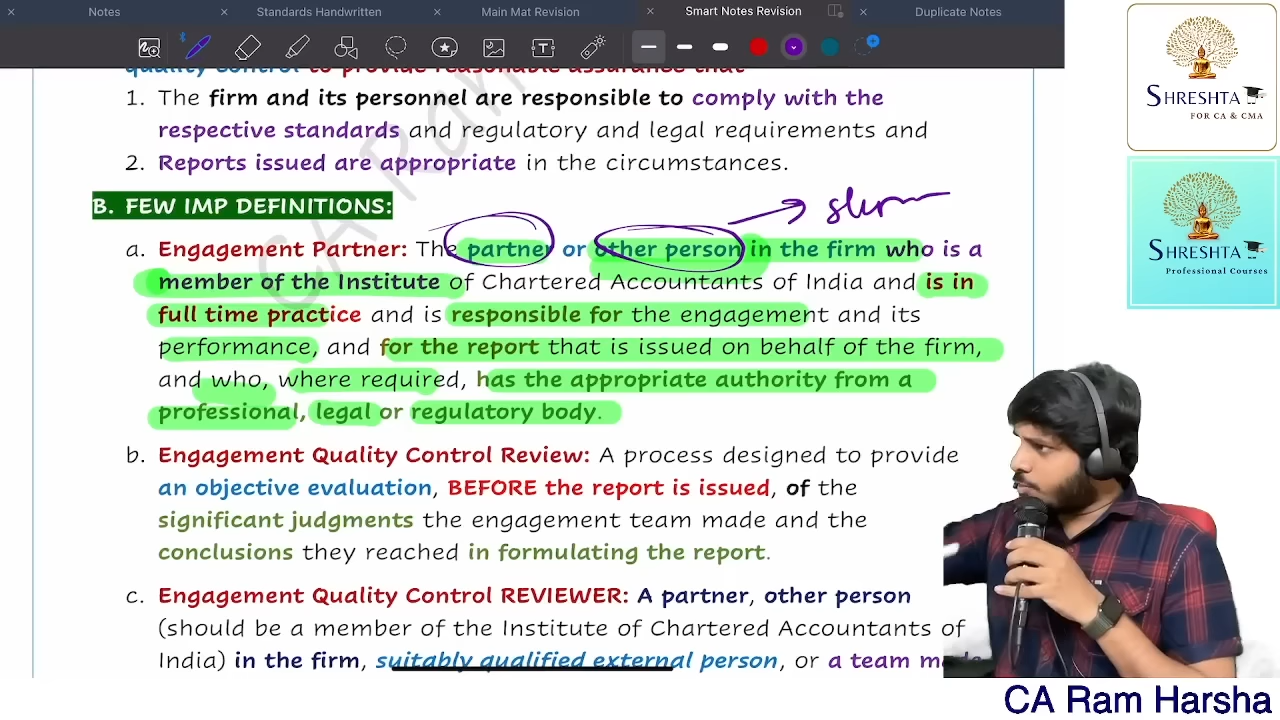 Notes
Standards Handwritten
Main Mat Revision
Smart Notes Revision
Duplicate Notes
quality control to provide reasonable assurance that
1. The firm and its personnel are responsible to comply with the
respective standards and regulatory and legal requirements and
2. Reports issued are appropriate in the circumstances.
B. FEW IMP DEFINITIONS:
a. Engagement Partner: The partner or other person in the firm who is a
member of the Institute of Chartered Accountants of India and is in
full time practice and is responsible for the engagement and its
performance, and for the report that is issued on behalf of the firm,
and who, where required, has the appropriate authority from a
professional, legal or regulatory body.
b. Engagement Quality Control Review: A process designed to provide
an objective evaluation, BEFORE the report is issued, of the
significant judgments the engagement team made and the
conclusions they reached in formulating the report.
c. Engagement Quality Control REVIEWER: A partner, other person
(should be a member of the Institute of Chartered Accountants of
India) in the firm, suitably qualified external person, or a team
CA Ram
SHRESHTA
FOR CA & CMA
SHRESHTA
Professional Courses
CA Ram Harsha